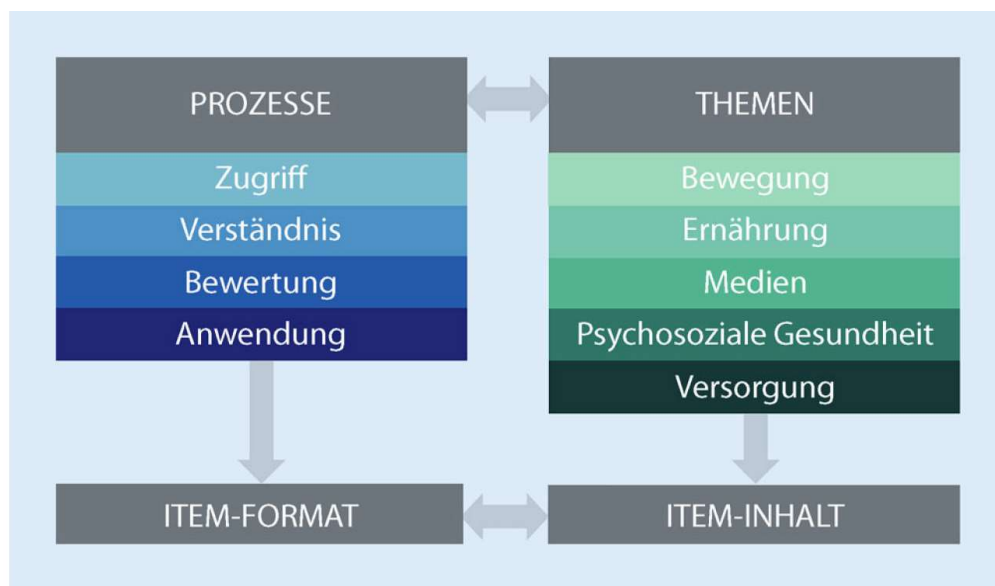 PROZESSE
Zugriff
Verständnis
Bewertung
Anwendung
ITEM-FORMAT
THEMEN
Bewegung
Ernährung
Medien
Psychosoziale Gesundheit
Versorgung
ITEM-INHALT